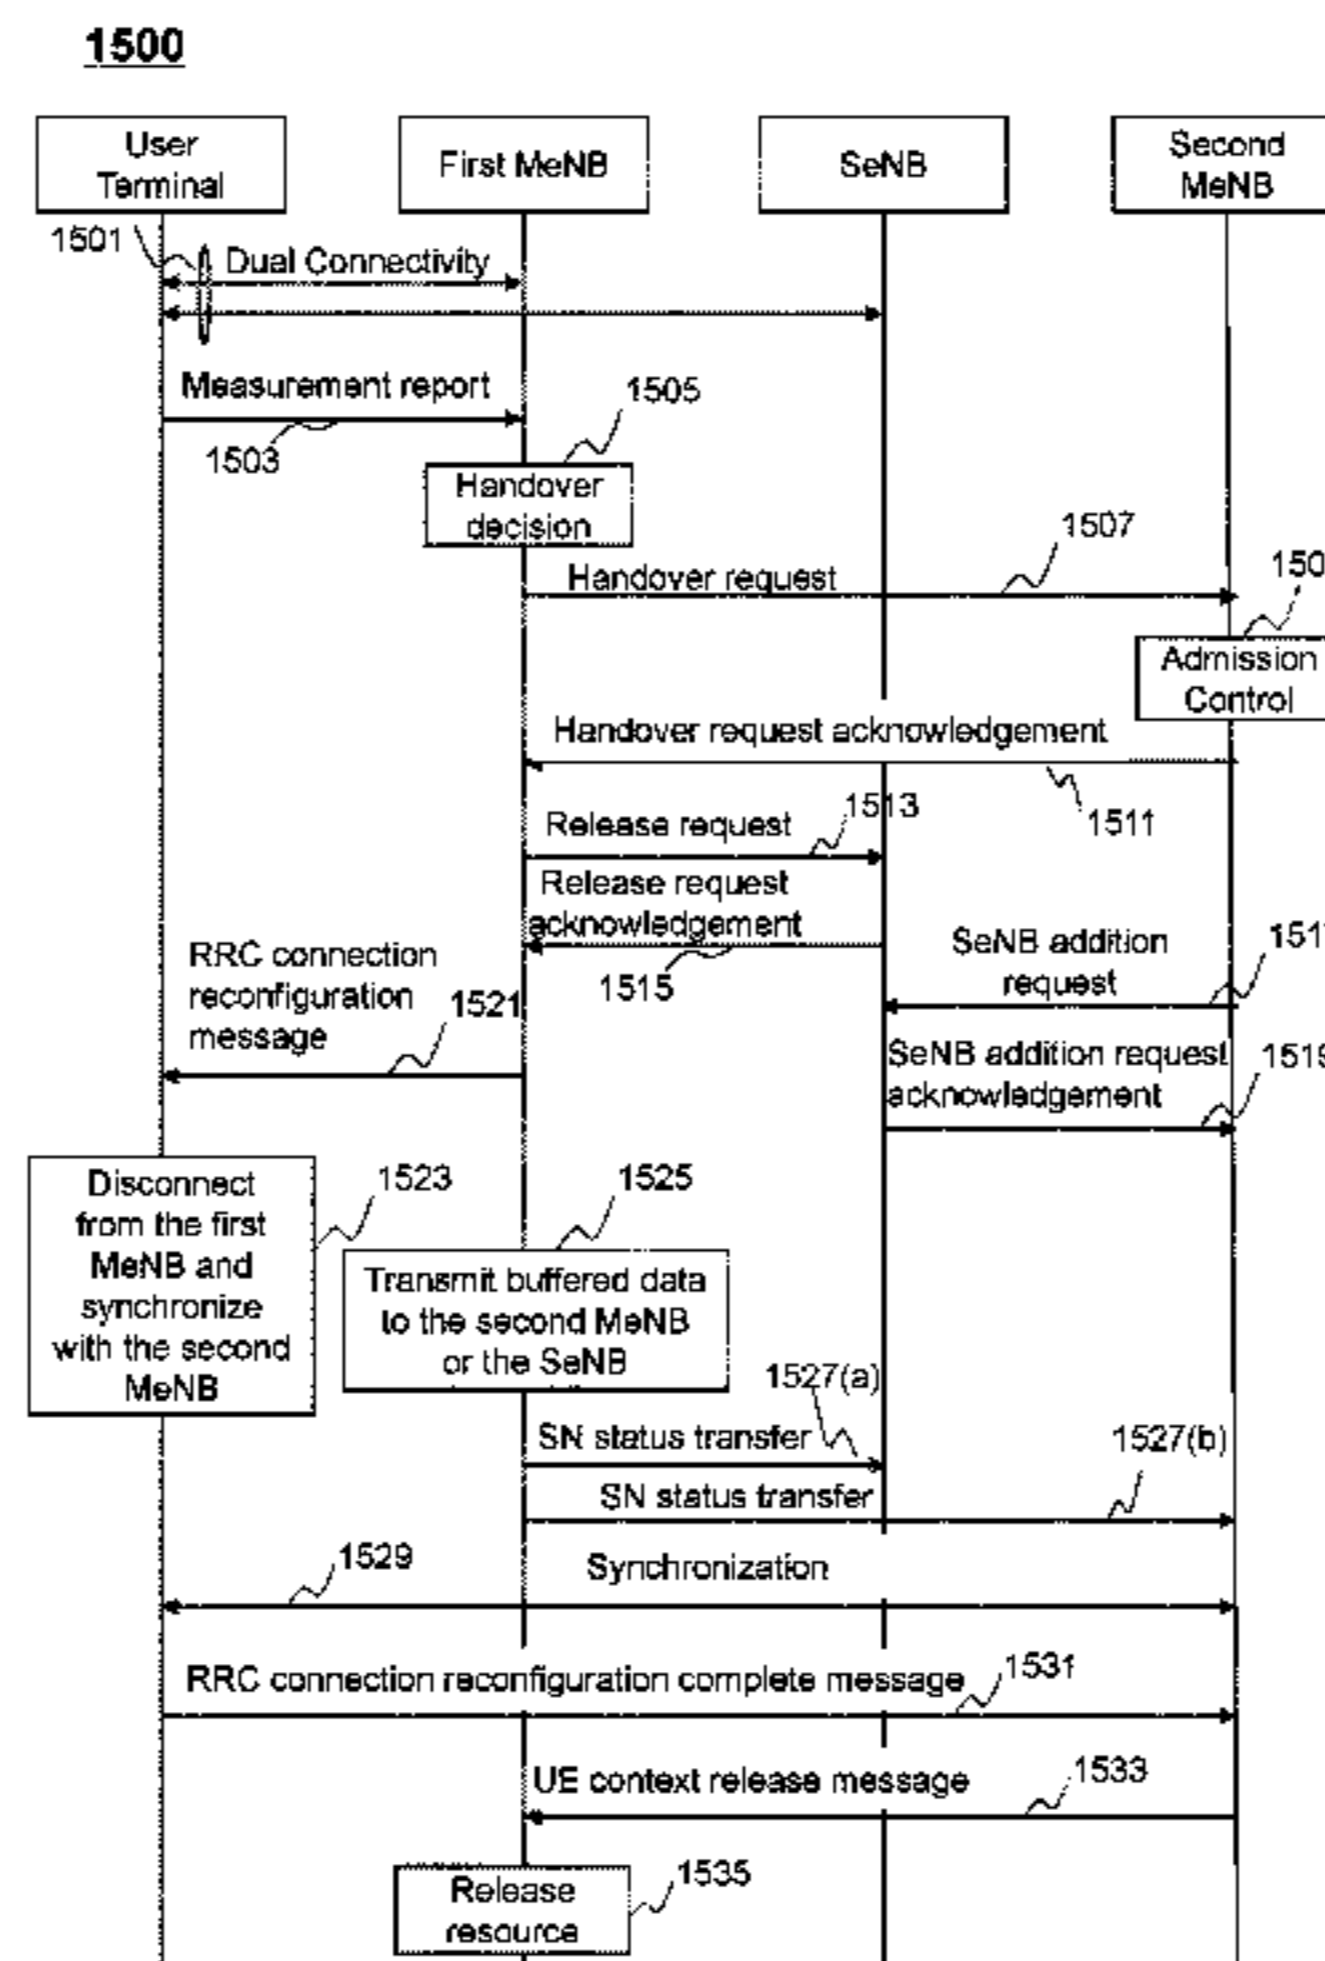 1500
User
Terminal
First MeNB
SeNB
Second
MeNB
1501
Dual Connectivity
Measurement report
1503
1505
Handover
decision
1507
Handover request
150
Admission
Control
Handover request acknowledgement
1511
1513
Release request
Release request
acknowledgement
1515
SeNB addition
request
151
RRC connection
reconfiguration
message
1521
SeNB addition request
acknowledgement
1519
Disconnect
from the first
MeNB and
synchronize
with the second
MeNB
1523
1525
Transmit buffered data
to the second MeNB
or the SeNB
1527(a)
SN status transfer
1527(b)
SN status transfer
1529
Synchronization
RRC connection reconfiguration complete message
1531
UE context release message
1533
Release
resource
1535